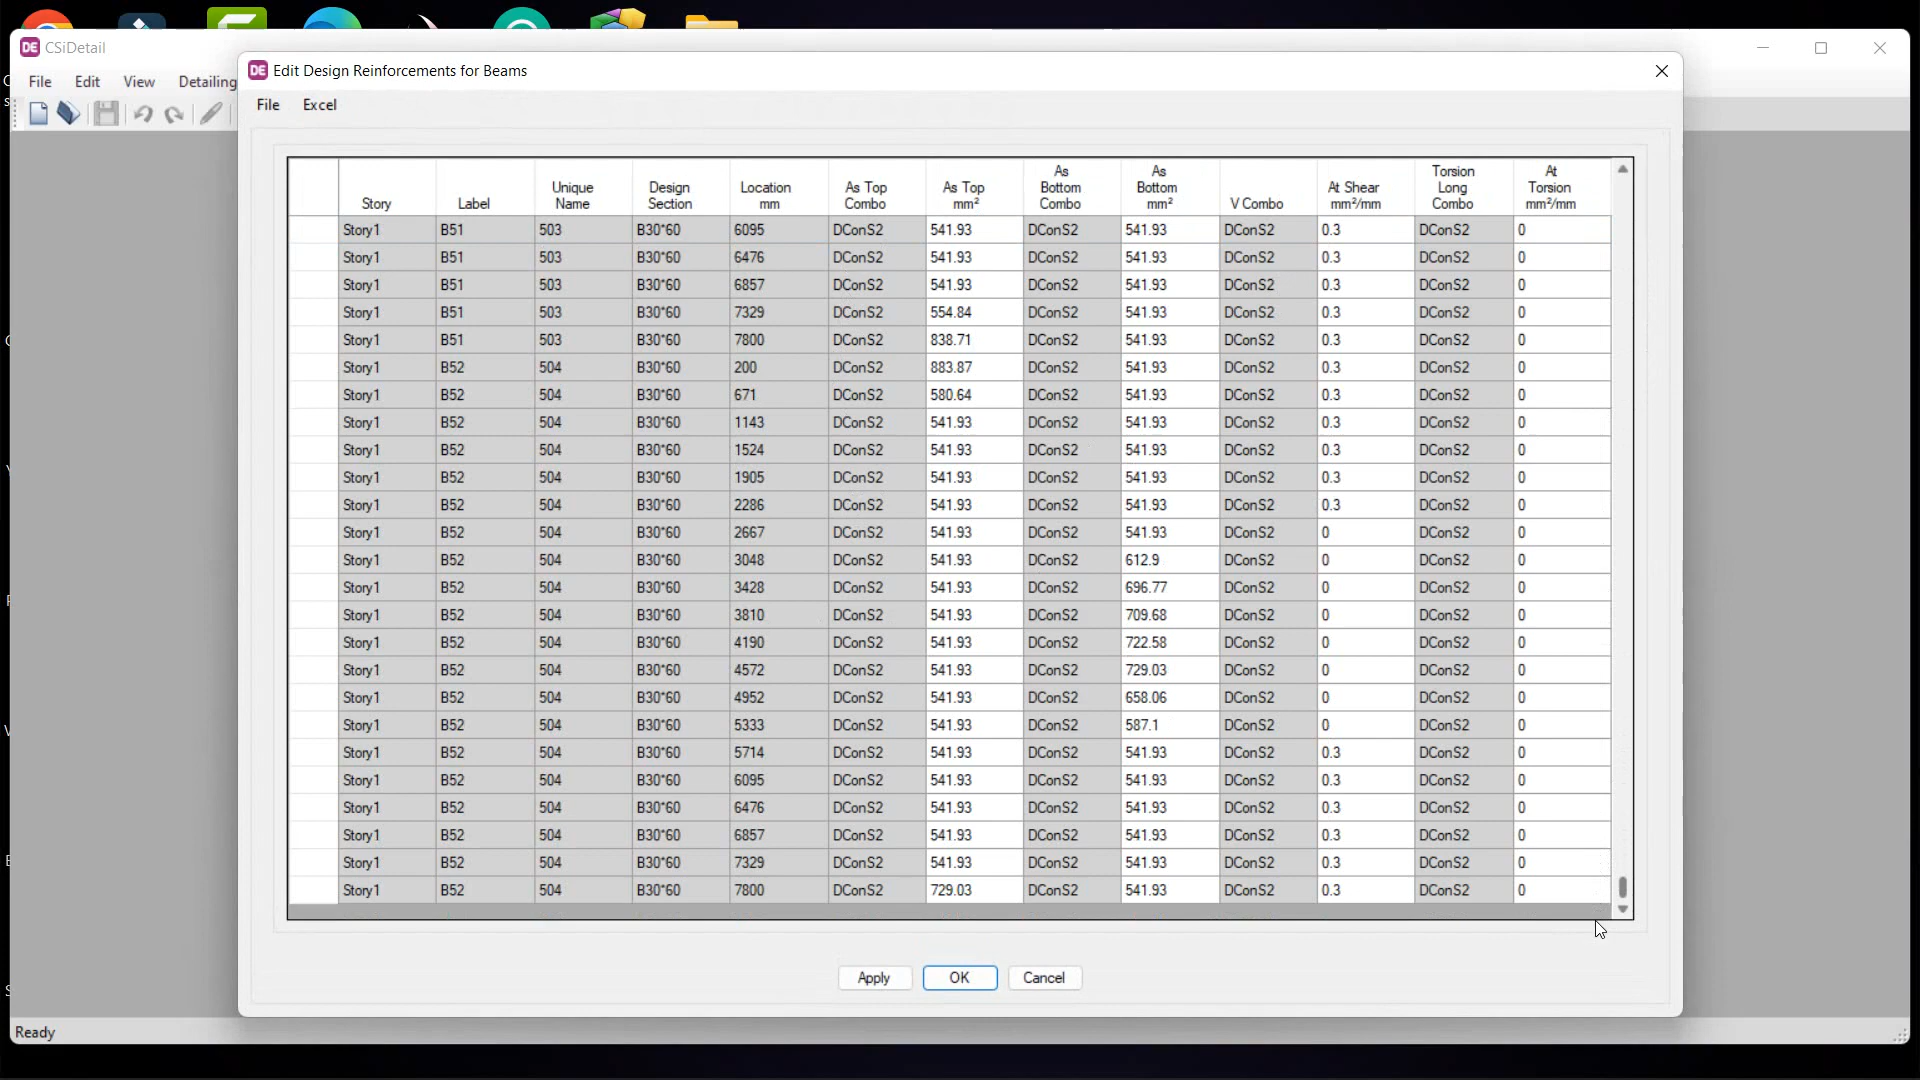 DE CSiDetail
DE Edit Design Reinforcements for Beams
File Edit View Detailing
File Excel
Story Label Unique Name Design Section Location mm As Top Combo As Top mm² As Bottom Combo As Bottom mm² V Combo At Shear mm²/mm Torsion Long Combo At Torsion mm²/mm
Story1 B51 503 B30*60 6095 DConS2 541.93 DConS2 541.93 DConS2 0.3 DConS2 0
Story1 B51 503 B30*60 6476 DConS2 541.93 DConS2 541.93 DConS2 0.3 DConS2 0
Story1 B51 503 B30*60 6857 DConS2 541.93 DConS2 541.93 DConS2 0.3 DConS2 0
Story1 B51 503 B30*60 7329 DConS2 554.84 DConS2 541.93 DConS2 0.3 DConS2 0
Story1 B51 503 B30*60 7800 DConS2 838.71 DConS2 541.93 DConS2 0.3 DConS2 0
Story1 B52 504 B30*60 200 DConS2 883.87 DConS2 541.93 DConS2 0.3 DConS2 0
Story1 B52 504 B30*60 671 DConS2 580.64 DConS2 541.93 DConS2 0.3 DConS2 0
Story1 B52 504 B30*60 1143 DConS2 541.93 DConS2 541.93 DConS2 0.3 DConS2 0
Story1 B52 504 B30*60 1524 DConS2 541.93 DConS2 541.93 DConS2 0.3 DConS2 0
Story1 B52 504 B30*60 1905 DConS2 541.93 DConS2 541.93 DConS2 0.3 DConS2 0
Story1 B52 504 B30*60 2286 DConS2 541.93 DConS2 541.93 DConS2 0.3 DConS2 0
Story1 B52 504 B30*60 2667 DConS2 541.93 DConS2 541.93 DConS2 0 DConS2 0
Story1 B52 504 B30*60 3048 DConS2 541.93 DConS2 612.9 DConS2 0 DConS2 0
Story1 B52 504 B30*60 3428 DConS2 541.93 DConS2 696.77 DConS2 0 DConS2 0
Story1 B52 504 B30*60 3810 DConS2 541.93 DConS2 709.68 DConS2 0 DConS2 0
Story1 B52 504 B30*60 4190 DConS2 541.93 DConS2 722.58 DConS2 0 DConS2 0
Story1 B52 504 B30*60 4572 DConS2 541.93 DConS2 729.03 DConS2 0 DConS2 0
Story1 B52 504 B30*60 4952 DConS2 541.93 DConS2 658.06 DConS2 0 DConS2 0
Story1 B52 504 B30*60 5333 DConS2 541.93 DConS2 587.1 DConS2 0 DConS2 0
Story1 B52 504 B30*60 5714 DConS2 541.93 DConS2 541.93 DConS2 0.3 DConS2 0
Story1 B52 504 B30*60 6095 DConS2 541.93 DConS2 541.93 DConS2 0.3 DConS2 0
Story1 B52 504 B30*60 6476 DConS2 541.93 DConS2 541.93 DConS2 0.3 DConS2 0
Story1 B52 504 B30*60 6857 DConS2 541.93 DConS2 541.93 DConS2 0.3 DConS2 0
Story1 B52 504 B30*60 7329 DConS2 541.93 DConS2 541.93 DConS2 0.3 DConS2 0
Story1 B52 504 B30*60 7800 DConS2 729.03 DConS2 541.93 DConS2 0.3 DConS2 0
Apply OK Cancel
Ready